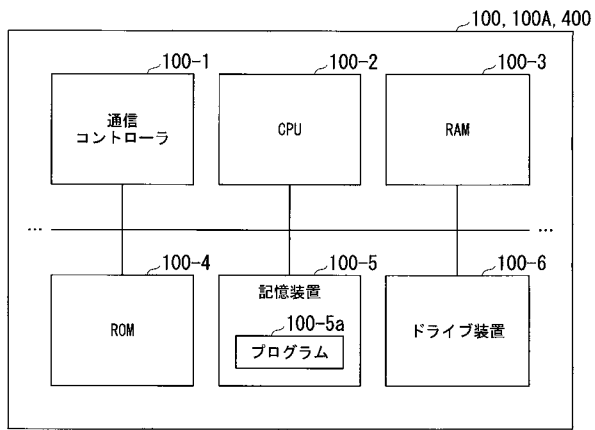 100, 100A, 400
100-1
100-2
100-3
通信
コントローラ
CPU
RAM
...
...
100-4
100-5
100-6
ROM
記憶装置
100-5a
プログラム
ドライブ装置